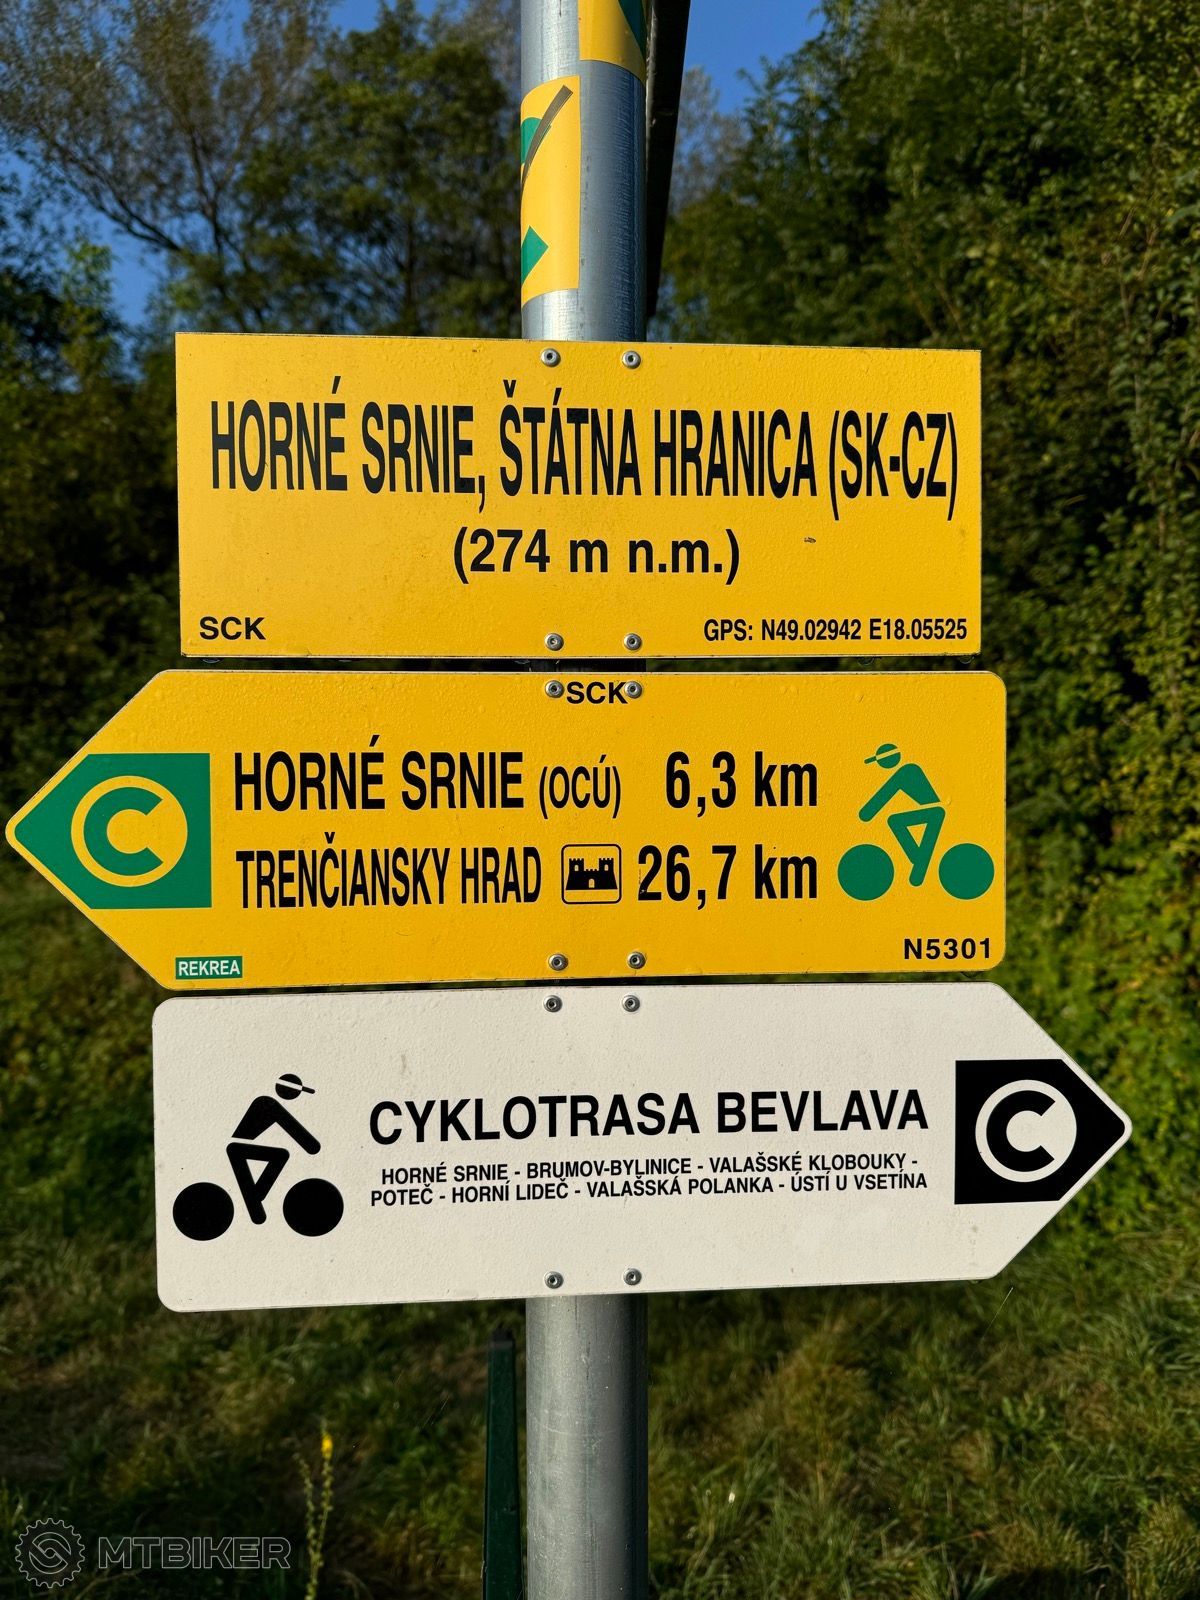 HORNÉ SRNIE, ŠTÁTNA HRANICA (SK-CZ)
(274 m n.m.)
SCK
GPS: N49.02942 E18.05525
SCK
C
HORNÉ SRNIE (OCÚ) 6,3 km
TRENČIANSKY HRAD 26,7 km
REKREA
N5301
CYKLOTRASA BEVLAVA
HORNÉ SRNIE - BRUMOV-BYLINICE - VALAŠSKÉ KLOBOUKY -
POTEČ - HORNÍ LIDEČ - VALAŠSKÁ POLANKA - ÚSTÍ U VSETÍNA
C
MTBIKER